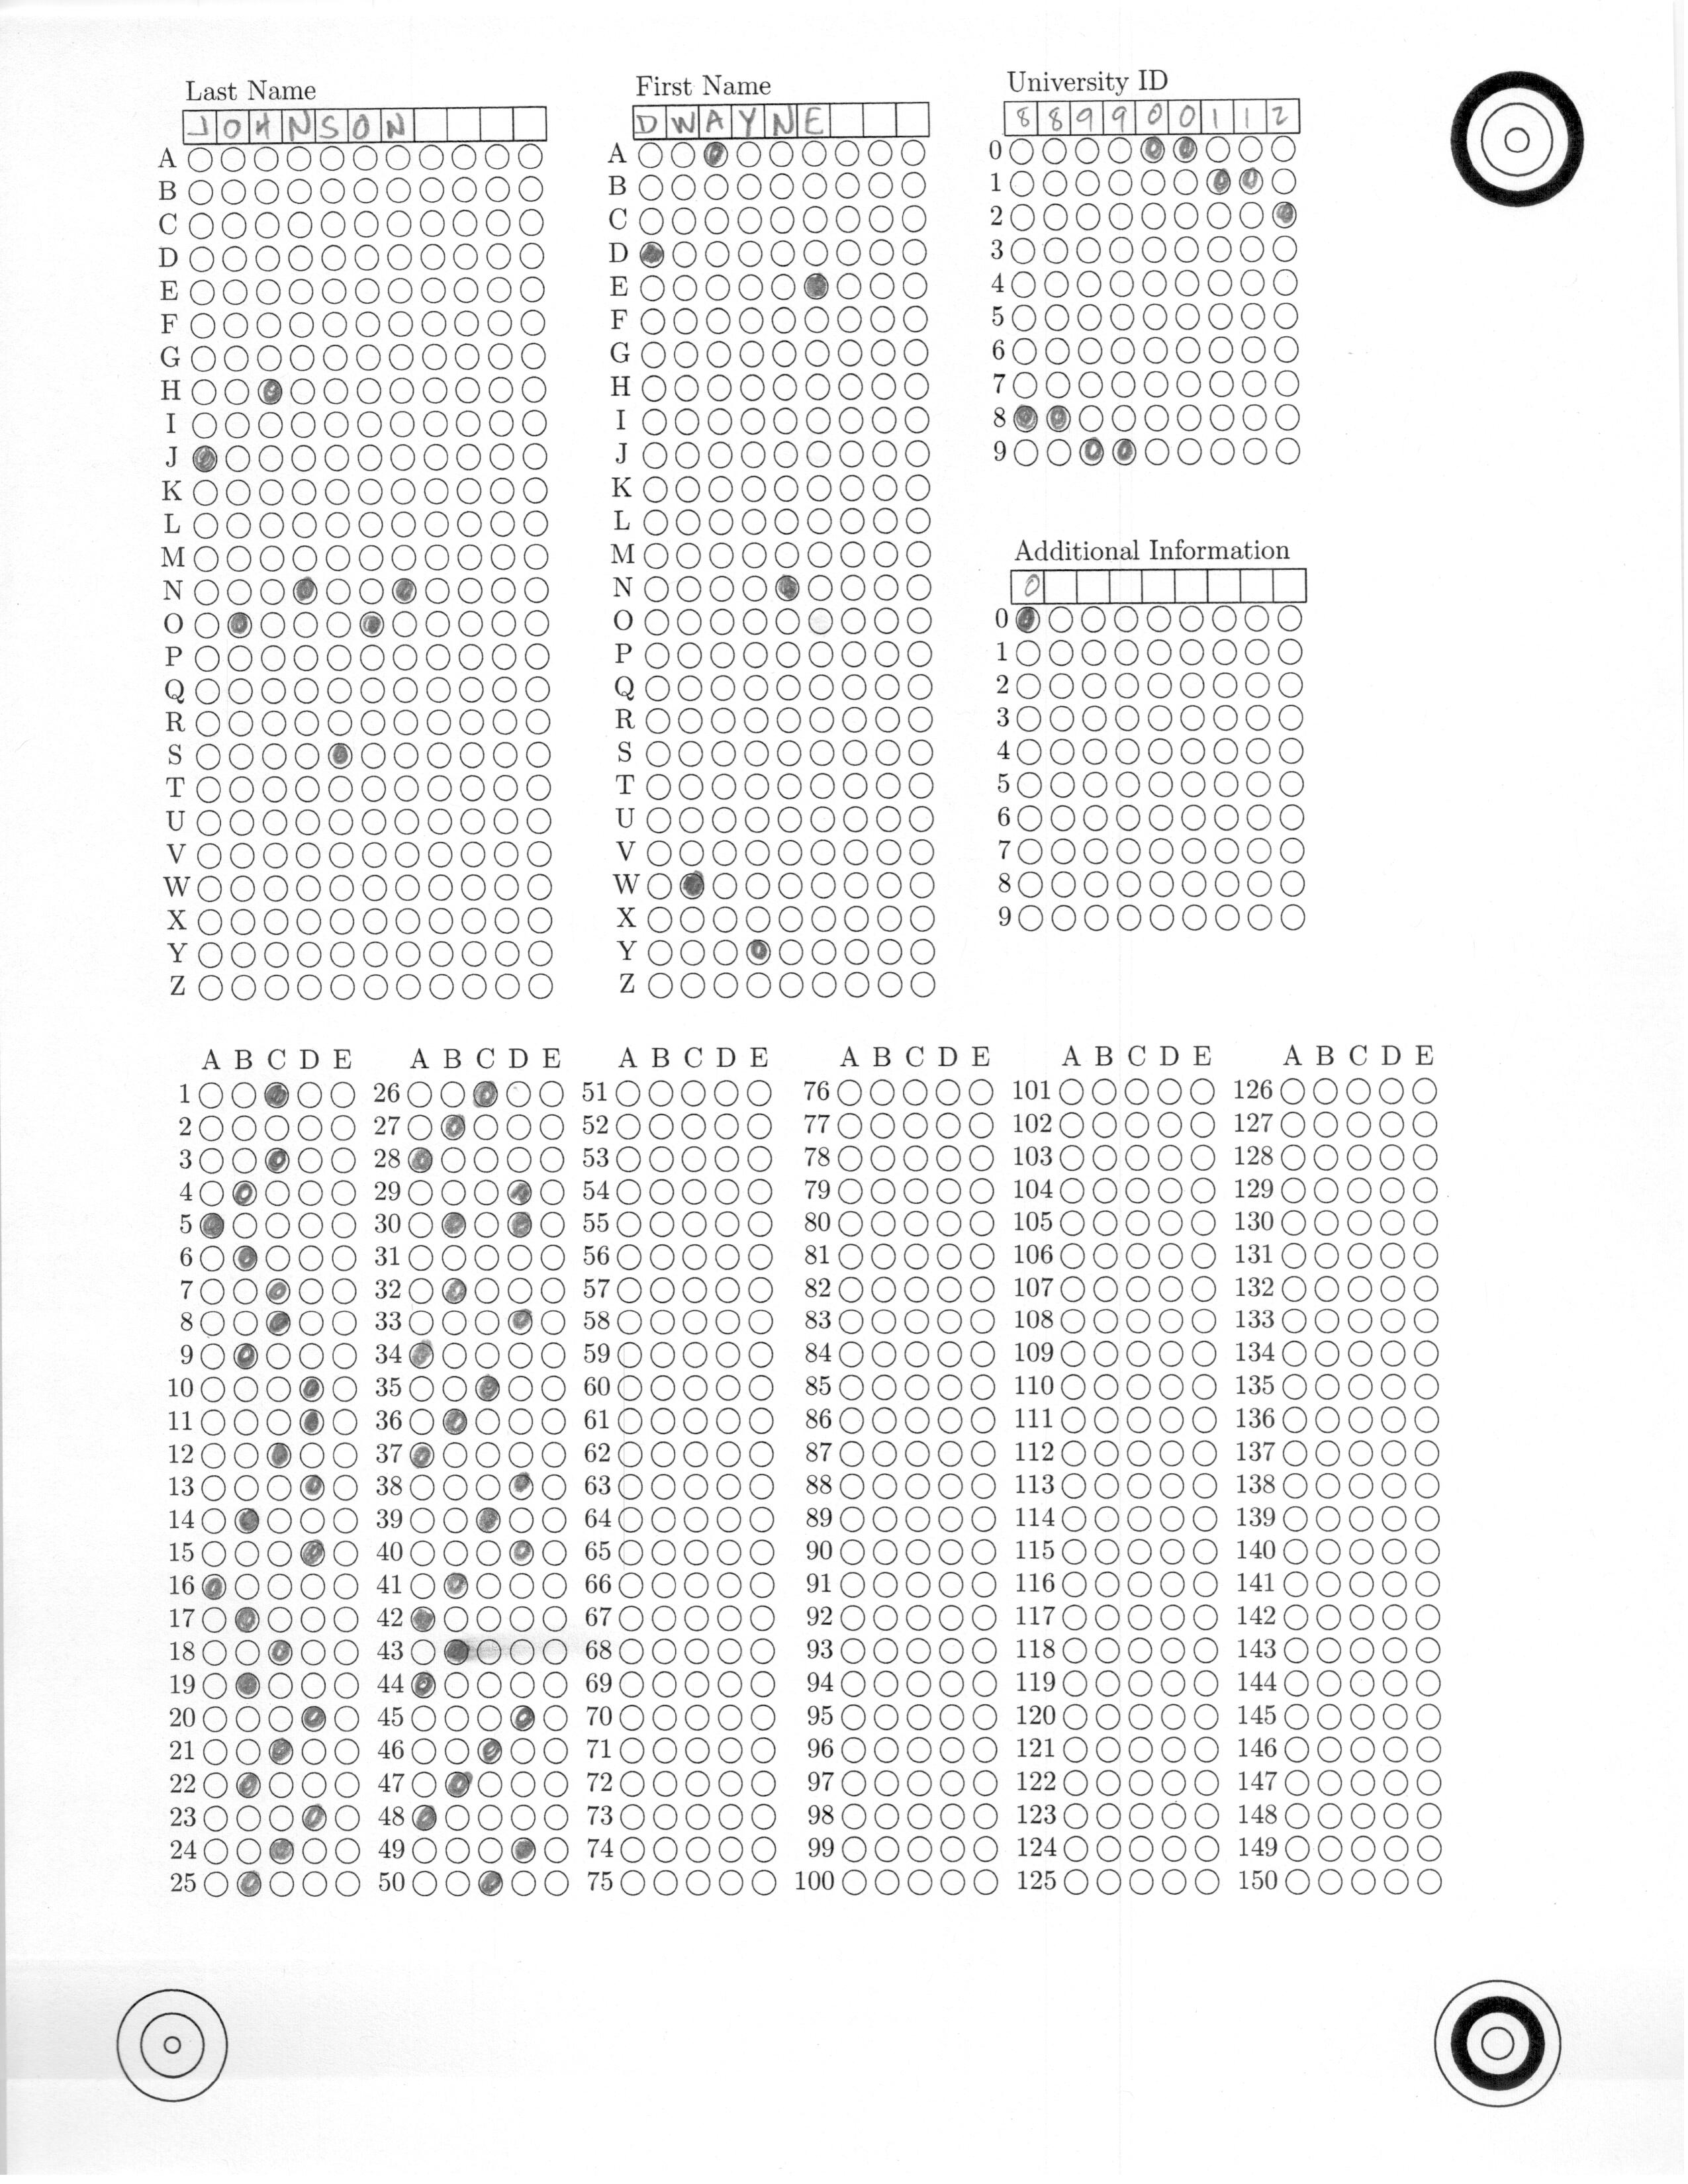 Last Name
JOHNSON
First Name
DWAYNE
University ID
889900112
A
B
C
D
E
F
G
H
I
J
K
L
M
N
O
P
Q
R
S
T
U
V
W
X
Y
Z
A
B
C
D
E
F
G
H
I
J
K
L
M
N
O
P
Q
R
S
T
U
V
W
X
Y
Z
0
1
2
3
4
5
6
7
8
9
Additional Information
0
0
1
2
3
4
5
6
7
8
9
A B C D E A B C D E A B C D E A B C D E A B C D E A B C D E
1 26 51 76 101 126
2 27 52 77 102 127
3 28 53 78 103 128
4 29 54 79 104 129
5 30 55 80 105 130
6 31 56 81 106 131
7 32 57 82 107 132
8 33 58 83 108 133
9 34 59 84 109 134
10 35 60 85 110 135
11 36 61 86 111 136
12 37 62 87 112 137
13 38 63 88 113 138
14 39 64 89 114 139
15 40 65 90 115 140
16 41 66 91 116 141
17 42 67 92 117 142
18 43 68 93 118 143
19 44 69 94 119 144
20 45 70 95 120 145
21 46 71 96 121 146
22 47 72 97 122 147
23 48 73 98 123 148
24 49 74 99 124 149
25 50 75 100 125 150